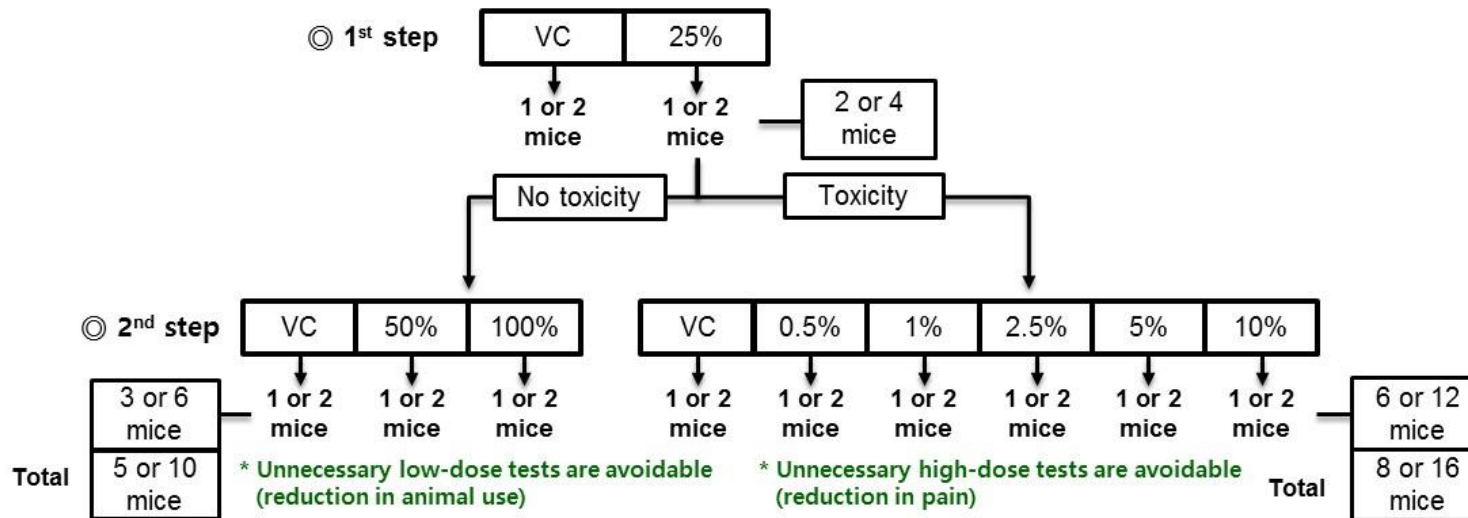 ◎ 1st step
VC
25%
1 or 2
mice
1 or 2
mice
2 or 4
mice
No toxicity
Toxicity
◎ 2nd step
VC
50%
100%
VC
0.5%
1%
2.5%
5%
10%
3 or 6
mice
1 or 2
mice
1 or 2
mice
1 or 2
mice
1 or 2
mice
1 or 2
mice
1 or 2
mice
1 or 2
mice
1 or 2
mice
1 or 2
mice
6 or 12
mice
Total
5 or 10
mice
* Unnecessary low-dose tests are avoidable
(reduction in animal use)
* Unnecessary high-dose tests are avoidable
(reduction in pain)
Total
8 or 16
mice